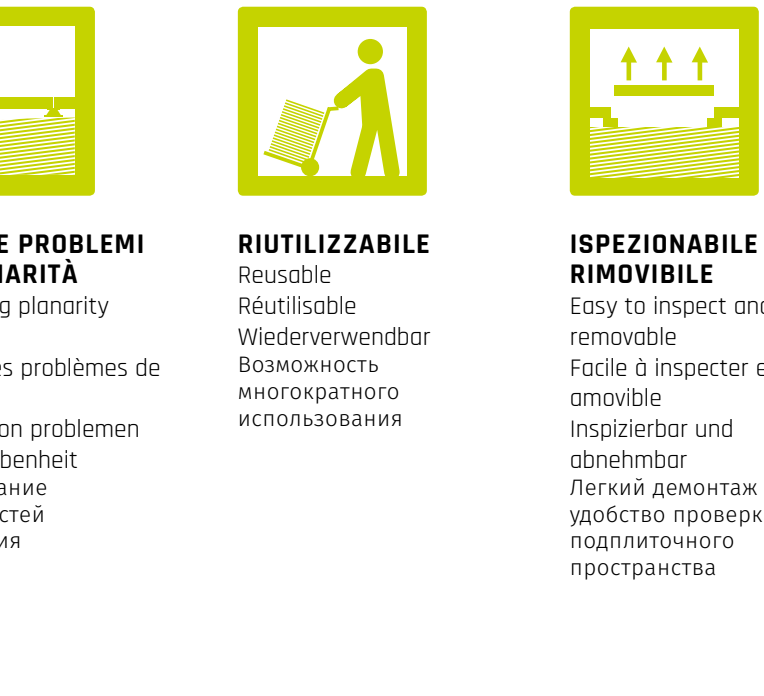 E PROBLEMI
IARITÀ
g planarity
es problèmes de
on problemen
benheit
ание
стей
ия
RIUTILIZZABILE
Reusable
Réutilisable
Wiederverwendbar
Возможность
многократного
использования
ISPEZIONABILE
RIMOVIBILE
Easy to inspect and
removable
Facile à inspecter e
amovible
Inspizierbar und
abnehmbar
Легкий демонтаж
удобство проверк
подплиточного
пространства